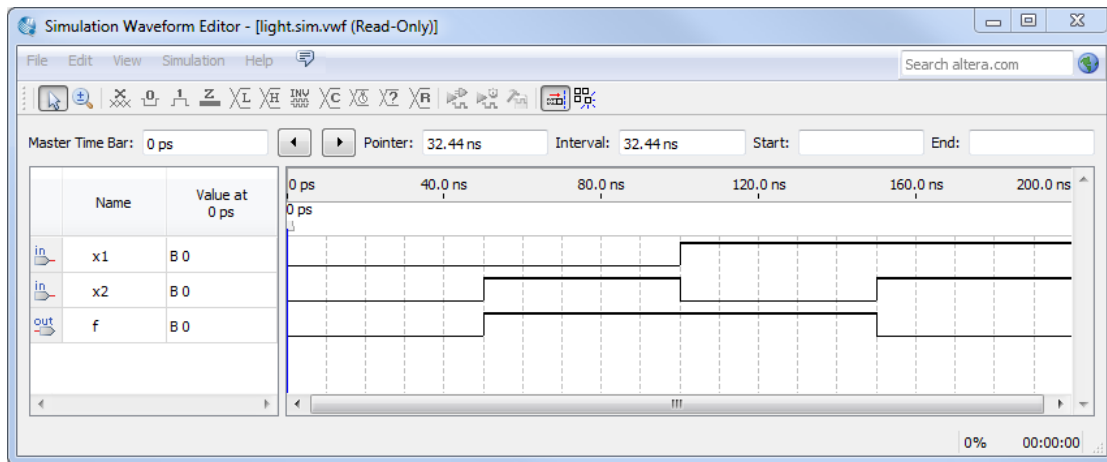 Simulation Waveform Editor - [light.sim.vwf (Read-Only)]
File Edit View Simulation Help Search altera.com
Master Time Bar: 0 ps Pointer: 32.44 ns Interval: 32.44 ns Start: End:
Name Value at 0 ps
0 ps 40.0 ns 80.0 ns 120.0 ns 160.0 ns 200.0 ns
0 ps
in x1 B 0
in x2 B 0
out f B 0
0% 00:00:00